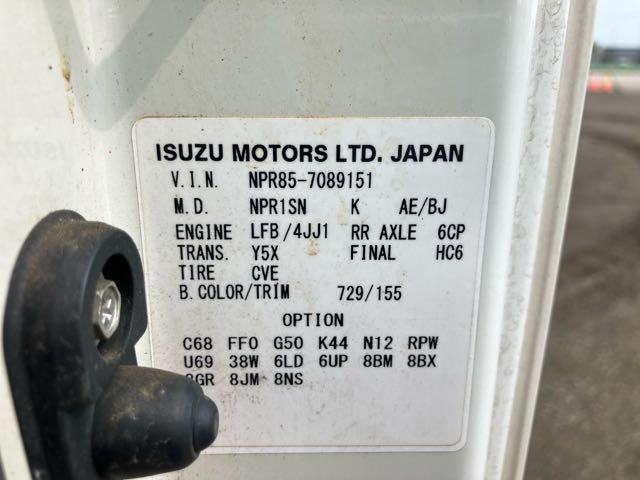 ISUZU MOTORS LTD. JAPAN
V.I.N. NPR85-7089151
M.D. NPR1SN K AE/BJ
ENGINE LFB/4JJ1 RR AXLE 6CP
TRANS. Y5X FINAL HC6
TIRE CVE
B.COLOR/TRIM 729/155
OPTION
C68 FF0 G50 K44 N12 RPW
U69 38W 6LD 6UP 8BM 8BX
8JM 8NS